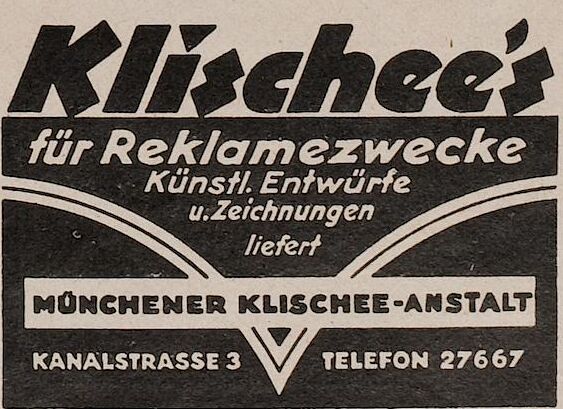 Klischee's
für Reklamezwecke
Künstl. Entwürfe
u. Zeichnungen
liefert
MÜNCHENER KLISCHEE-ANSTALT
KANALSTRASSE 3 TELEFON 27667